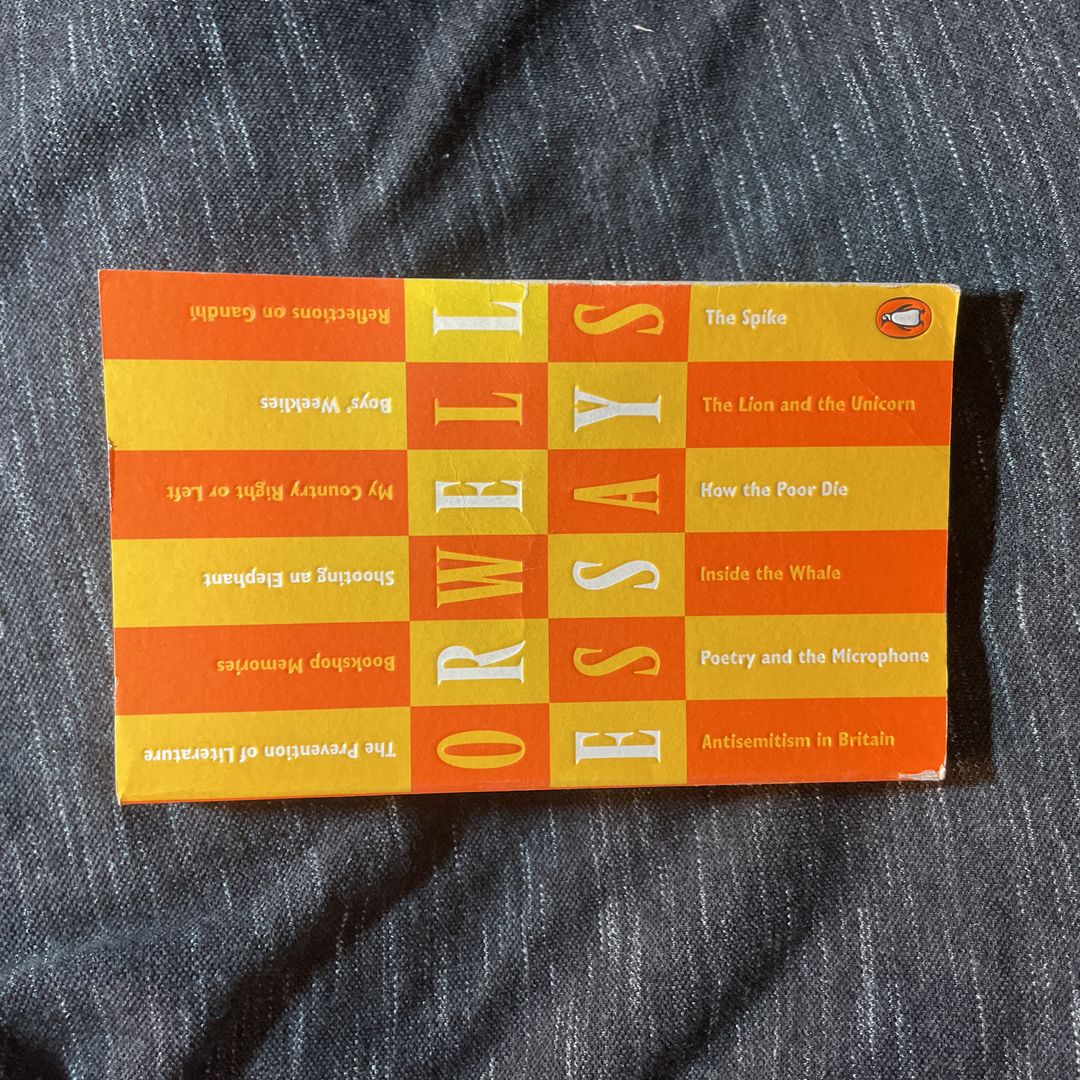 Reflections on Gandhi
Boys' Weeklies
My Country Right or Left
Shooting an Elephant
Bookshop Memories
The Prevention of Literature
ORWELL
ESSAYS
The Spike
The Lion and the Unicorn
How the Poor Die
Inside the Whale
Poetry and the Microphone
Antisemitism in Britain